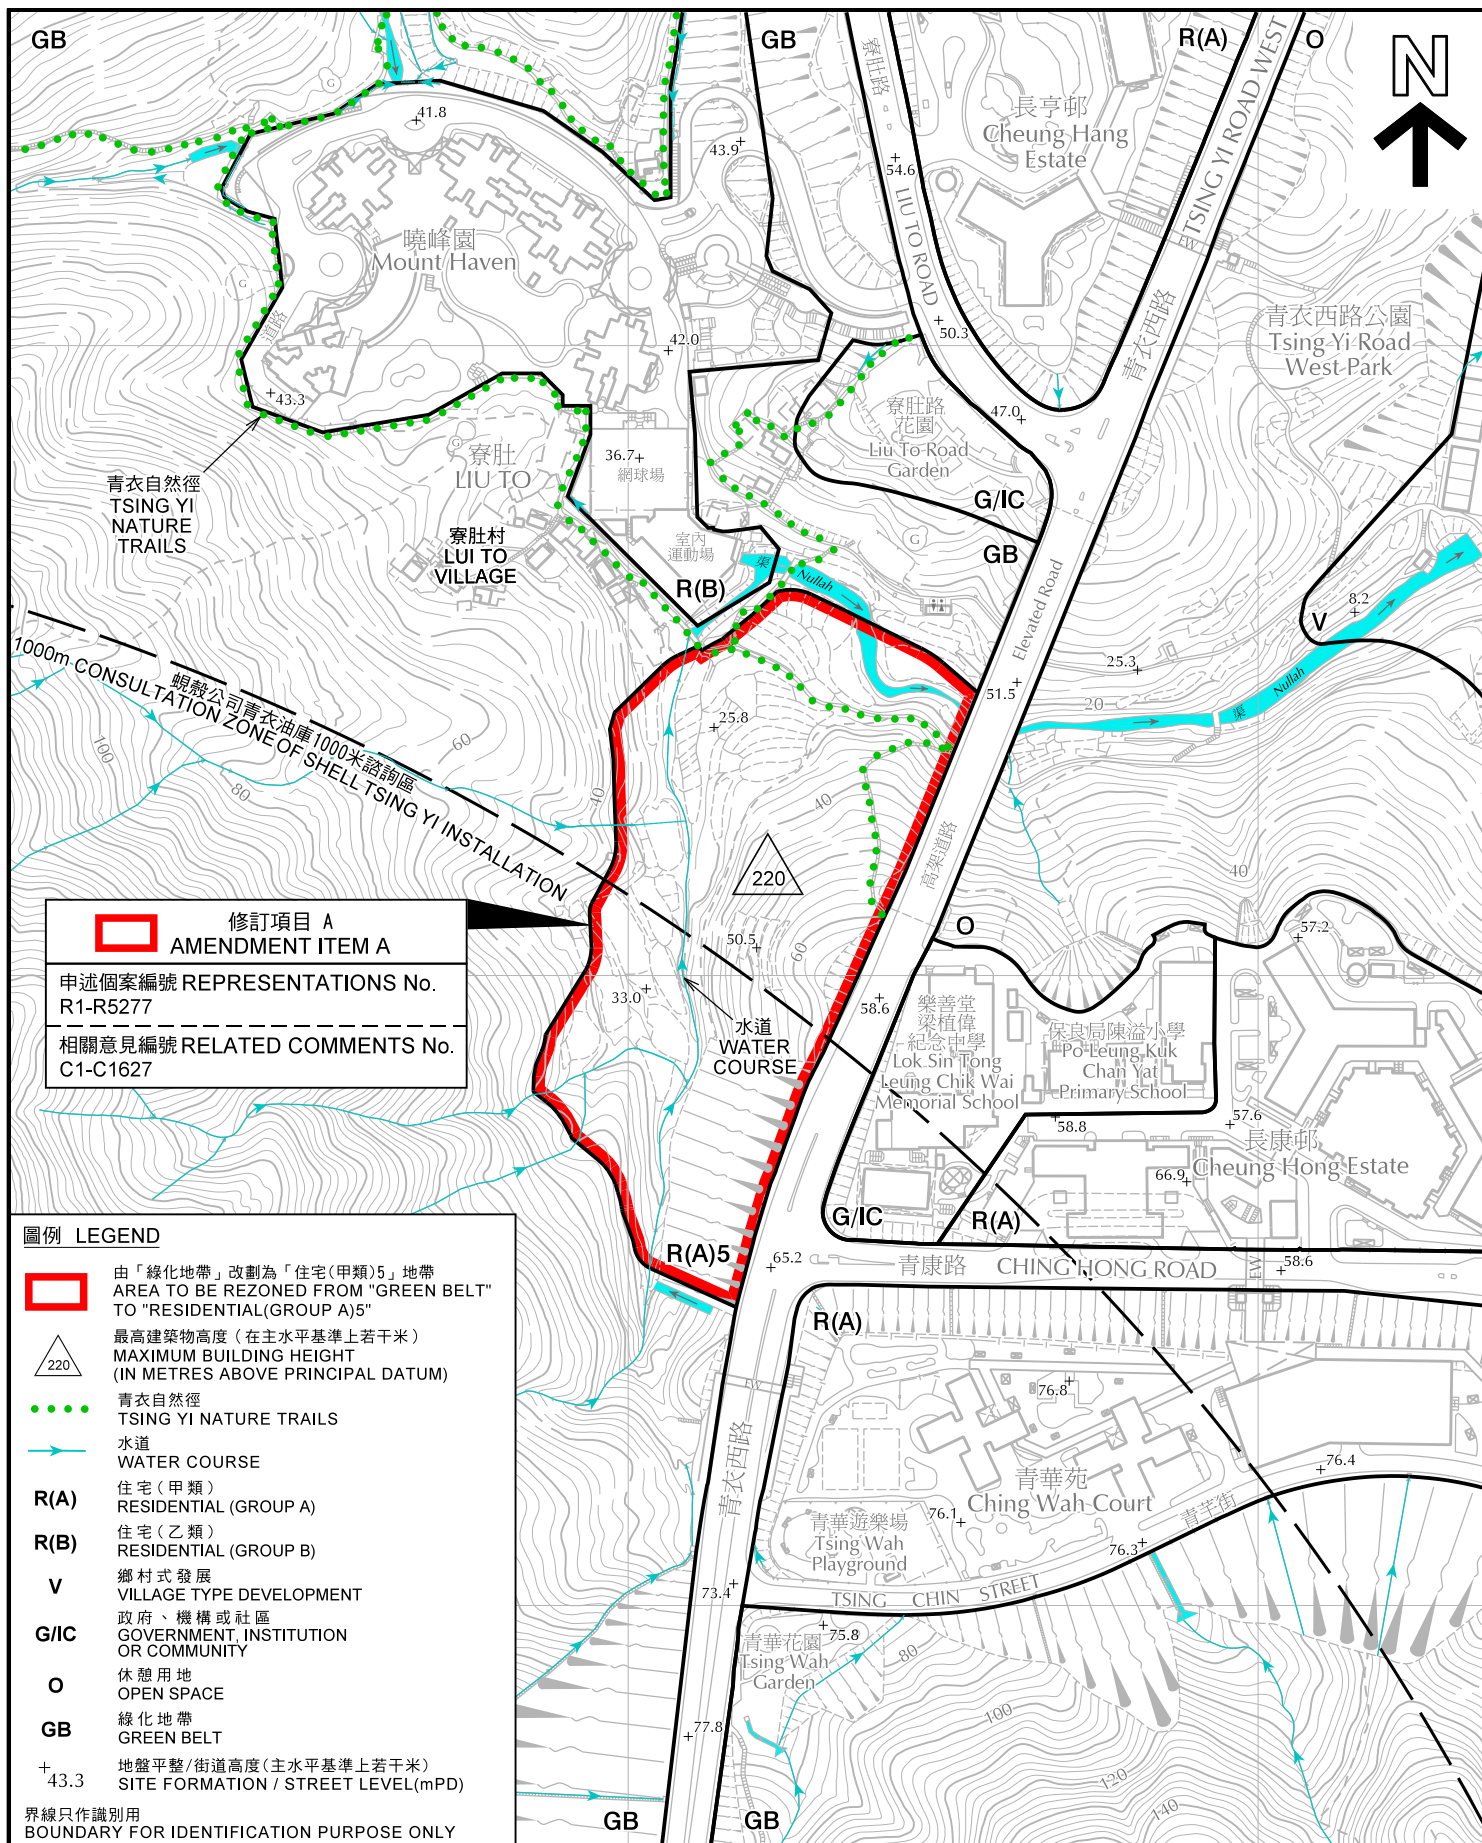 GB
GB
R(A)
O
N
41.8
43.9
54.6
寮肚路
長亨邨
Cheung Hang
Estate
TSING YI ROAD WEST
FW
曉峰園
Mount Haven
LIU TO ROAD
50.3
42.0
道路
青衣西路
青衣西路公園
Tsing Yi Road
West Park
G
G
43.3
寮肚路
花園
Liu To Road
Garden
47.0
青衣自然徑
TSING YI
NATURE
TRAILS
G
寮肚
LIU TO
36.7
網球場
G/IC
寮肚村
LUI TO
VILLAGE
室內
運動場
R(B)
渠
Nullah
G
GB
Elevated Road
8.2
V
1000m CONSULTATION ZONE OF SHELL TSING YI INSTALLATION
蜆殼公司青衣油庫1000米諮詢區
100
80
60
40
25.8
51.5
25.3
20
渠
Nullah
40
高架道路
40
220
修訂項目 A
AMENDMENT ITEM A
申述個案編號 REPRESENTATIONS No.
R1-R5277
相關意見編號 RELATED COMMENTS No.
C1-C1627
50.5
60
33.0
水道
WATER
COURSE
O
58.6
57.2
樂善堂
梁植偉
紀念中學
Lok Sin Tong
Leung Chik Wai
Memorial School
保良局陳溢小學
Po Leung Kuk
Chan Yat
Primary School
58.8
57.6
長康邨
Cheung Hong Estate
66.9
G/IC
R(A)
R(A)5
65.2
青康路
CHING HONG ROAD
FW
58.6
R(A)
FW
76.8
青衣西路
青華苑
Ching Wah Court
76.4
76.1
青芊街
青華遊樂場
Tsing Wah
Playground
76.3
73.4
TSING CHIN STREET
75.8
青華花園
Tsing Wah
Garden
80
77.8
100
120
140
GB
GB
圖例 LEGEND
由「綠化地帶」改劃為「住宅(甲類)5」地帶
AREA TO BE REZONED FROM "GREEN BELT"
TO "RESIDENTIAL(GROUP A)5"
220
最高建築物高度（在主水平基準上若干米）
MAXIMUM BUILDING HEIGHT
(IN METRES ABOVE PRINCIPAL DATUM)
青衣自然徑
TSING YI NATURE TRAILS
水道
WATER COURSE
R(A)
住宅（甲類）
RESIDENTIAL (GROUP A)
R(B)
住宅（乙類）
RESIDENTIAL (GROUP B)
V
鄉村式發展
VILLAGE TYPE DEVELOPMENT
G/IC
政府、機構或社區
GOVERNMENT, INSTITUTION
OR COMMUNITY
O
休憩用地
OPEN SPACE
GB
綠化地帶
GREEN BELT
43.3
地盤平整/街道高度(主水平基準上若干米)
SITE FORMATION / STREET LEVEL(mPD)
界線只作識別用
BOUNDARY FOR IDENTIFICATION PURPOSE ONLY